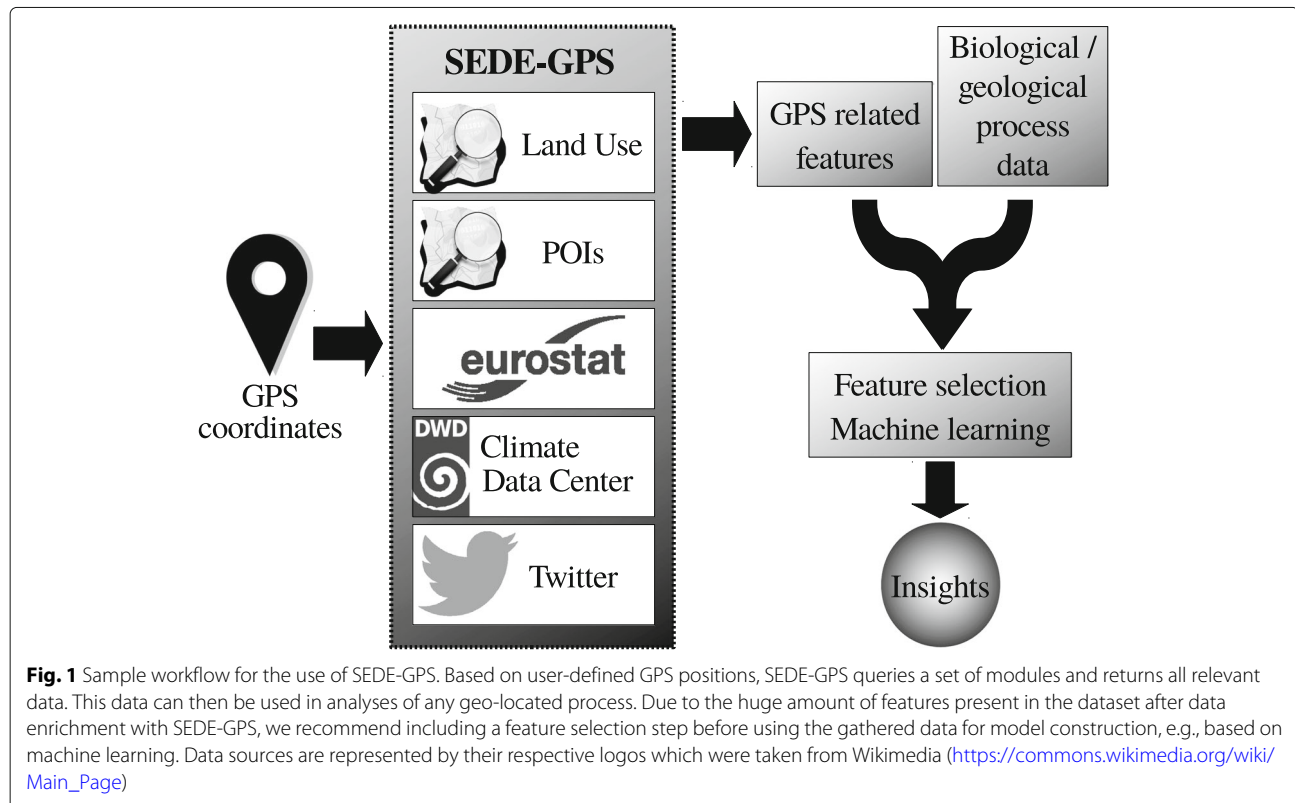 SEDE-GPS
Land Use
POIs
eurostat
DWD
Climate
Data Center
Twitter
GPS
coordinates
GPS related
features
Biological /
geological
process
data
Feature selection
Machine learning
Insights
Fig. 1 Sample workflow for the use of SEDE-GPS. Based on user-defined GPS positions, SEDE-GPS queries a set of modules and returns all relevant
data. This data can then be used in analyses of any geo-located process. Due to the huge amount of features present in the dataset after data
enrichment with SEDE-GPS, we recommend including a feature selection step before using the gathered data for model construction, e.g., based on
machine learning. Data sources are represented by their respective logos which were taken from Wikimedia (https://commons.wikimedia.org/wiki/
Main_Page)